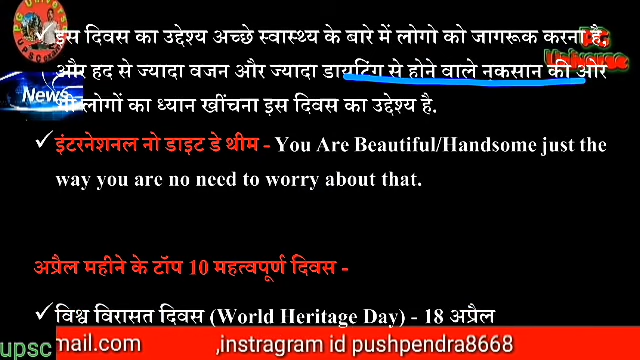 इस दिवस का उद्देश्य अच्छे स्वास्थ्य के बारे में लोगो को जागरूक करना है,
और हद से ज्यादा वजन और ज्यादा डायटिंग से होने वाले नकसान की ओर
भी लोगों का ध्यान खींचना इस दिवस का उद्देश्य है.
PG Universe
News
इंटरनेशनल नो डाइट डे थीम - You Are Beautiful/Handsome just the
way you are no need to worry about that.
अप्रैल महीने के टॉप 10 महत्वपूर्ण दिवस -
विश्व विरासत दिवस (World Heritage Day) - 18 अप्रैल
upsc mail.com ,instragram id pushpendra8668